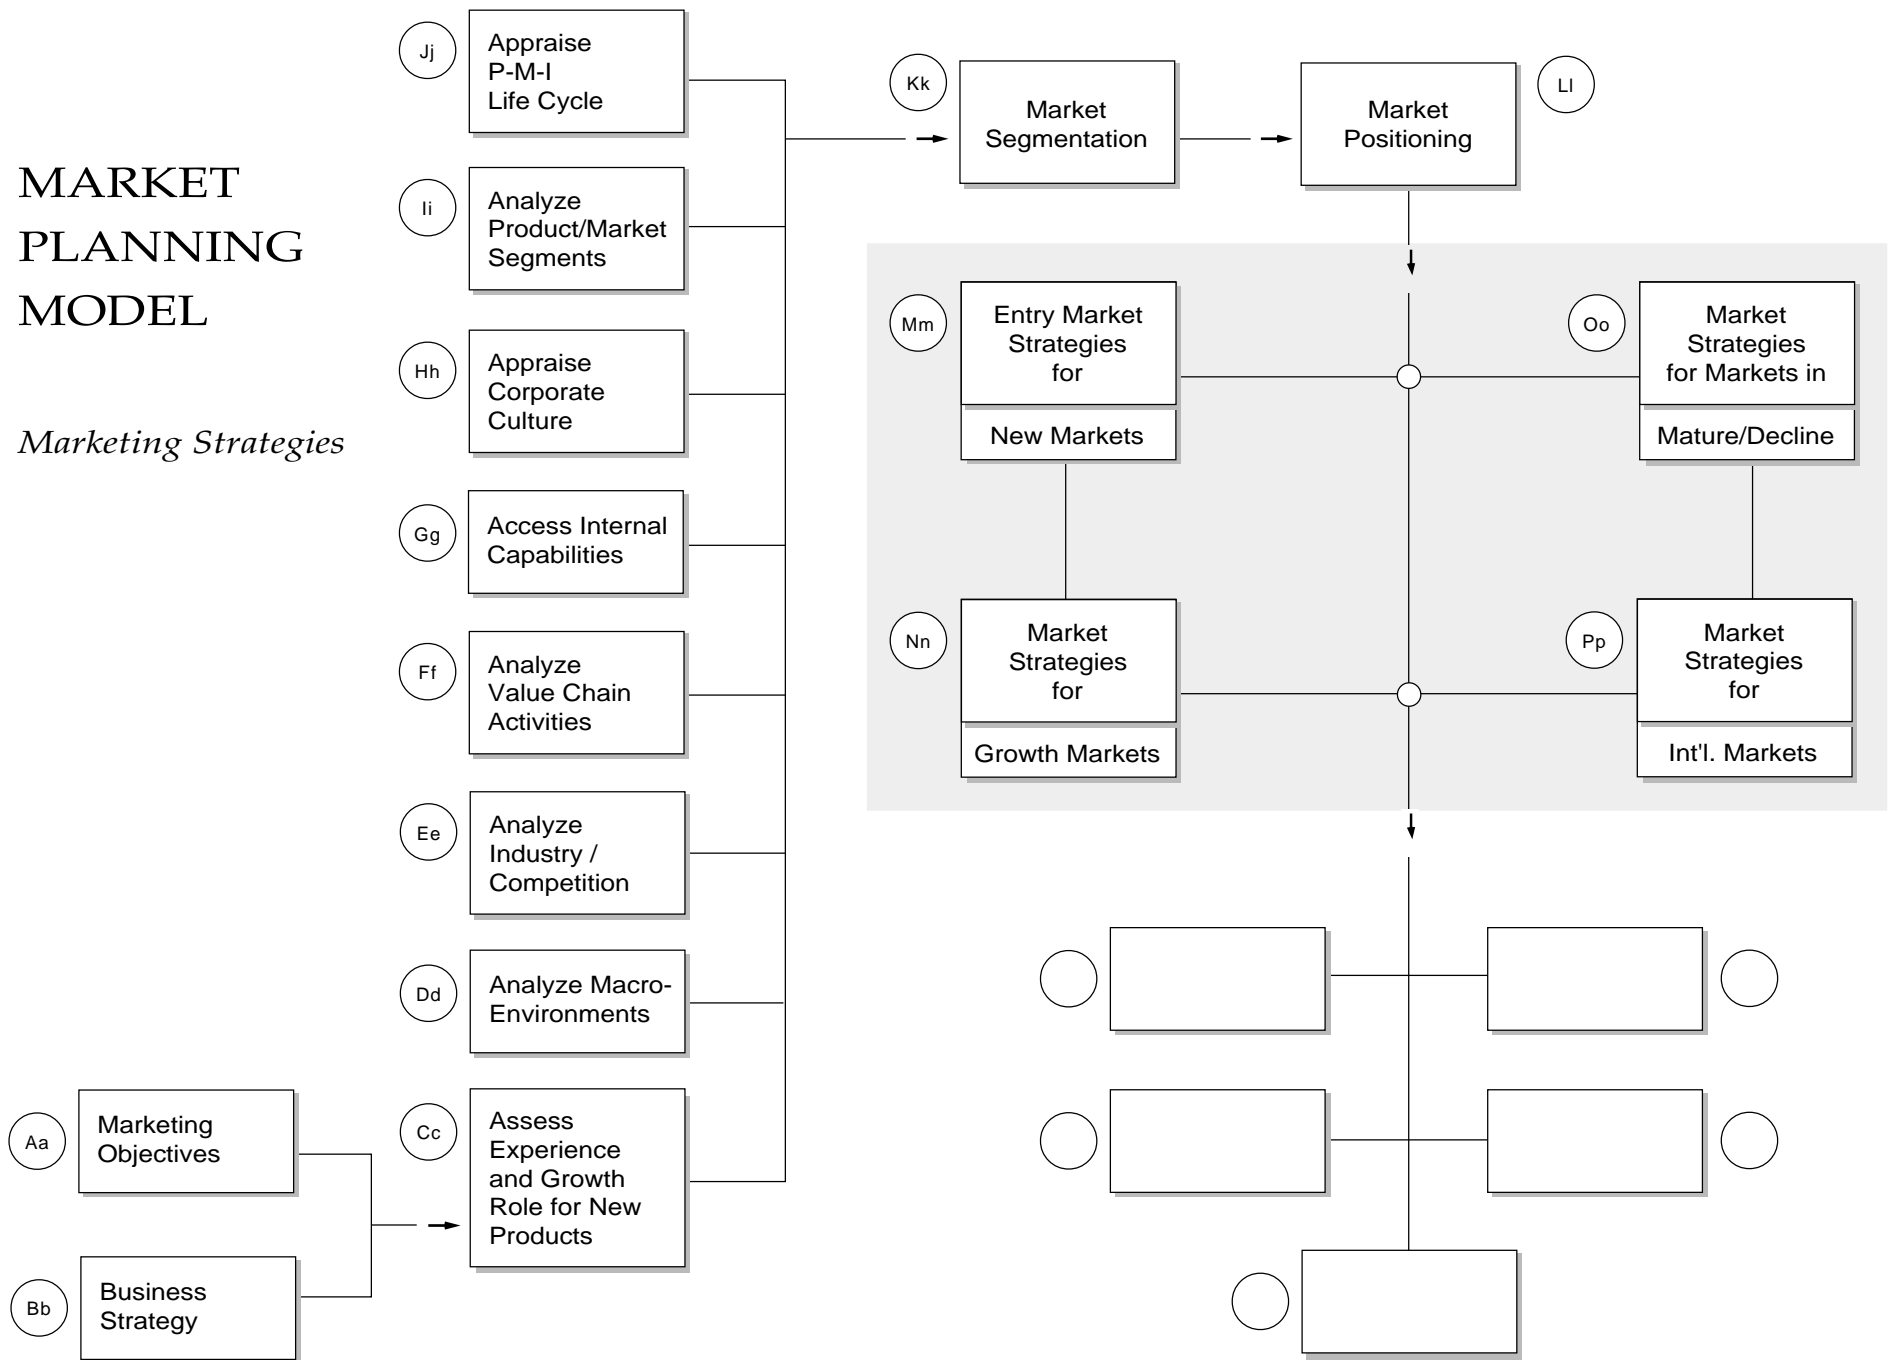 MARKET
PLANNING
MODEL
Marketing Strategies
Jj
Appraise
P-M-I
Life Cycle
Ii
Analyze
Product/Market
Segments
Hh
Appraise
Corporate
Culture
Gg
Access Internal
Capabilities
Ff
Analyze
Value Chain
Activities
Ee
Analyze
Industry /
Competition
Dd
Analyze Macro-
Environments
Cc
Assess
Experience
and Growth
Role for New
Products
Aa
Marketing
Objectives
Bb
Business
Strategy
Kk
Market
Segmentation
Market
Positioning
Ll
Mm
Entry Market
Strategies
for
New Markets
Oo
Market
Strategies
for Markets in
Mature/Decline
Nn
Market
Strategies
for
Growth Markets
Pp
Market
Strategies
for
Int'l. Markets